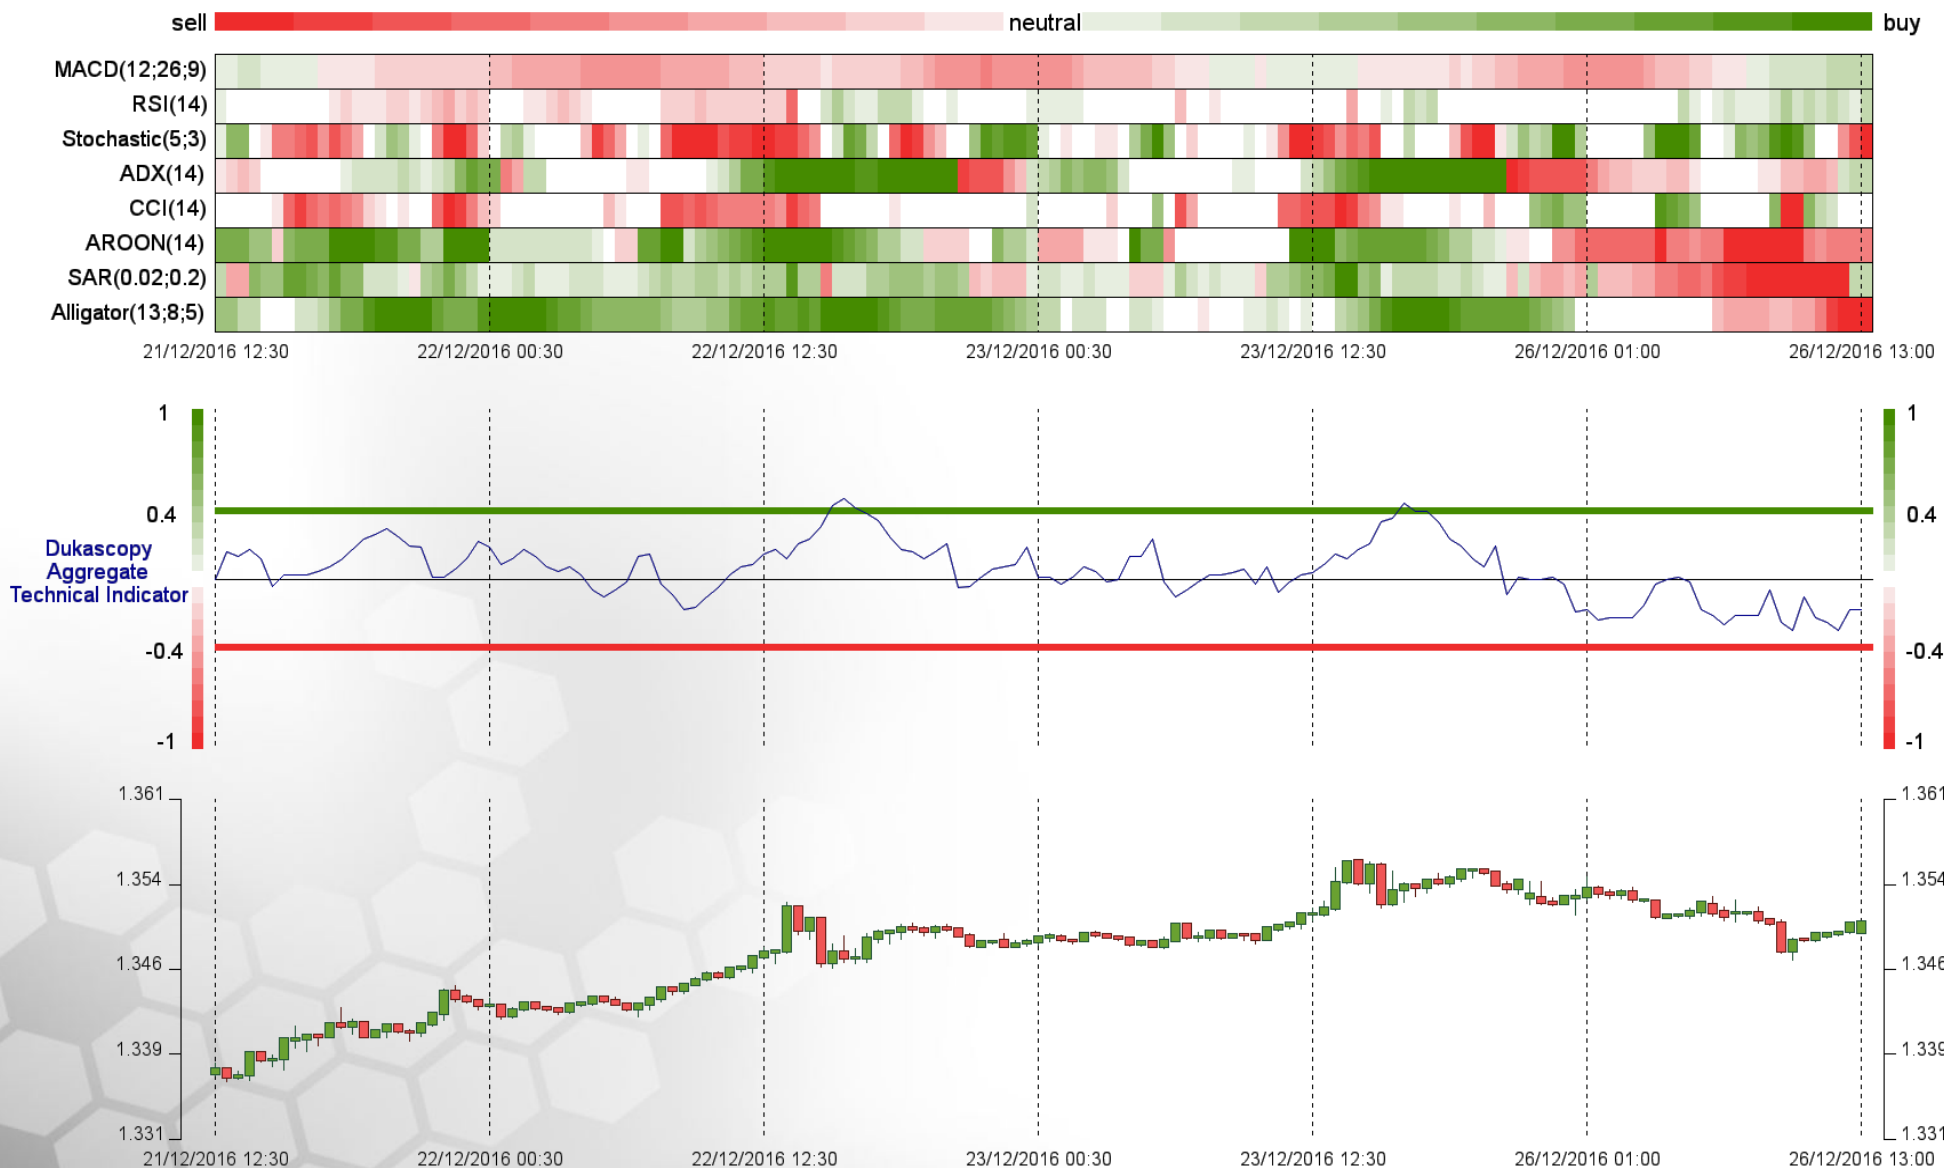 sell neutral buy
MACD(12;26;9)
RSI(14)
Stochastic(5;3)
ADX(14)
CCI(14)
AROON(14)
SAR(0.02;0.2)
Alligator(13;8;5)
21/12/2016 12:30 22/12/2016 00:30 22/12/2016 12:30 23/12/2016 00:30 23/12/2016 12:30 26/12/2016 01:00 26/12/2016 13:00
1 1
0.4 0.4
Dukascopy
Aggregate
Technical Indicator
-0.4 -0.4
-1 -1
1.361 1.361
1.354 1.354
1.346 1.346
1.339 1.339
1.331 1.331
21/12/2016 12:30 22/12/2016 00:30 22/12/2016 12:30 23/12/2016 00:30 23/12/2016 12:30 26/12/2016 01:00 26/12/2016 13:00